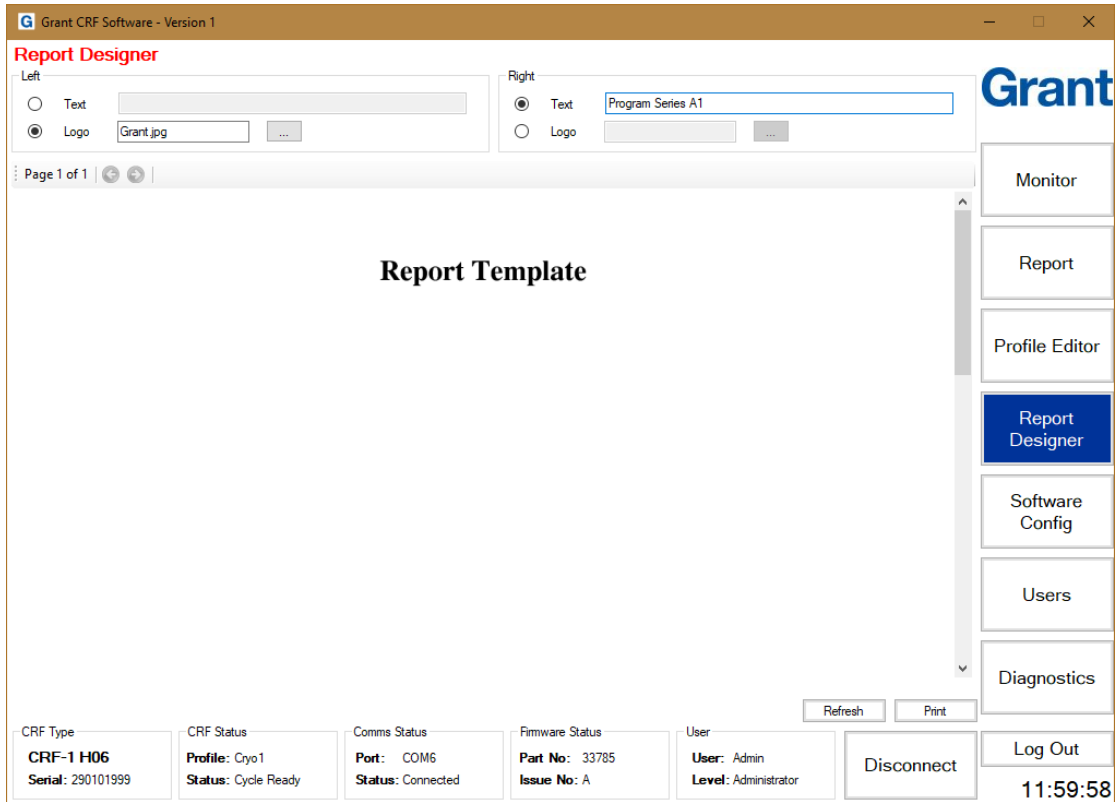 G Grant CRF Software - Version 1
Report Designer
Left
Text
Logo Grant.jpg ...
Right
Text Program Series A1
Logo ...
Grant
Page 1 of 1
Report Template
Monitor
Report
Profile Editor
Report
Designer
Software
Config
Users
Diagnostics
Refresh Print
CRF Type
CRF-1 H06
Serial: 290101999
CRF Status
Profile: Cryo1
Status: Cycle Ready
Comms Status
Port: COM6
Status: Connected
Firmware Status
Part No: 33785
Issue No: A
User
User: Admin
Level: Administrator
Disconnect
Log Out
11:59:58